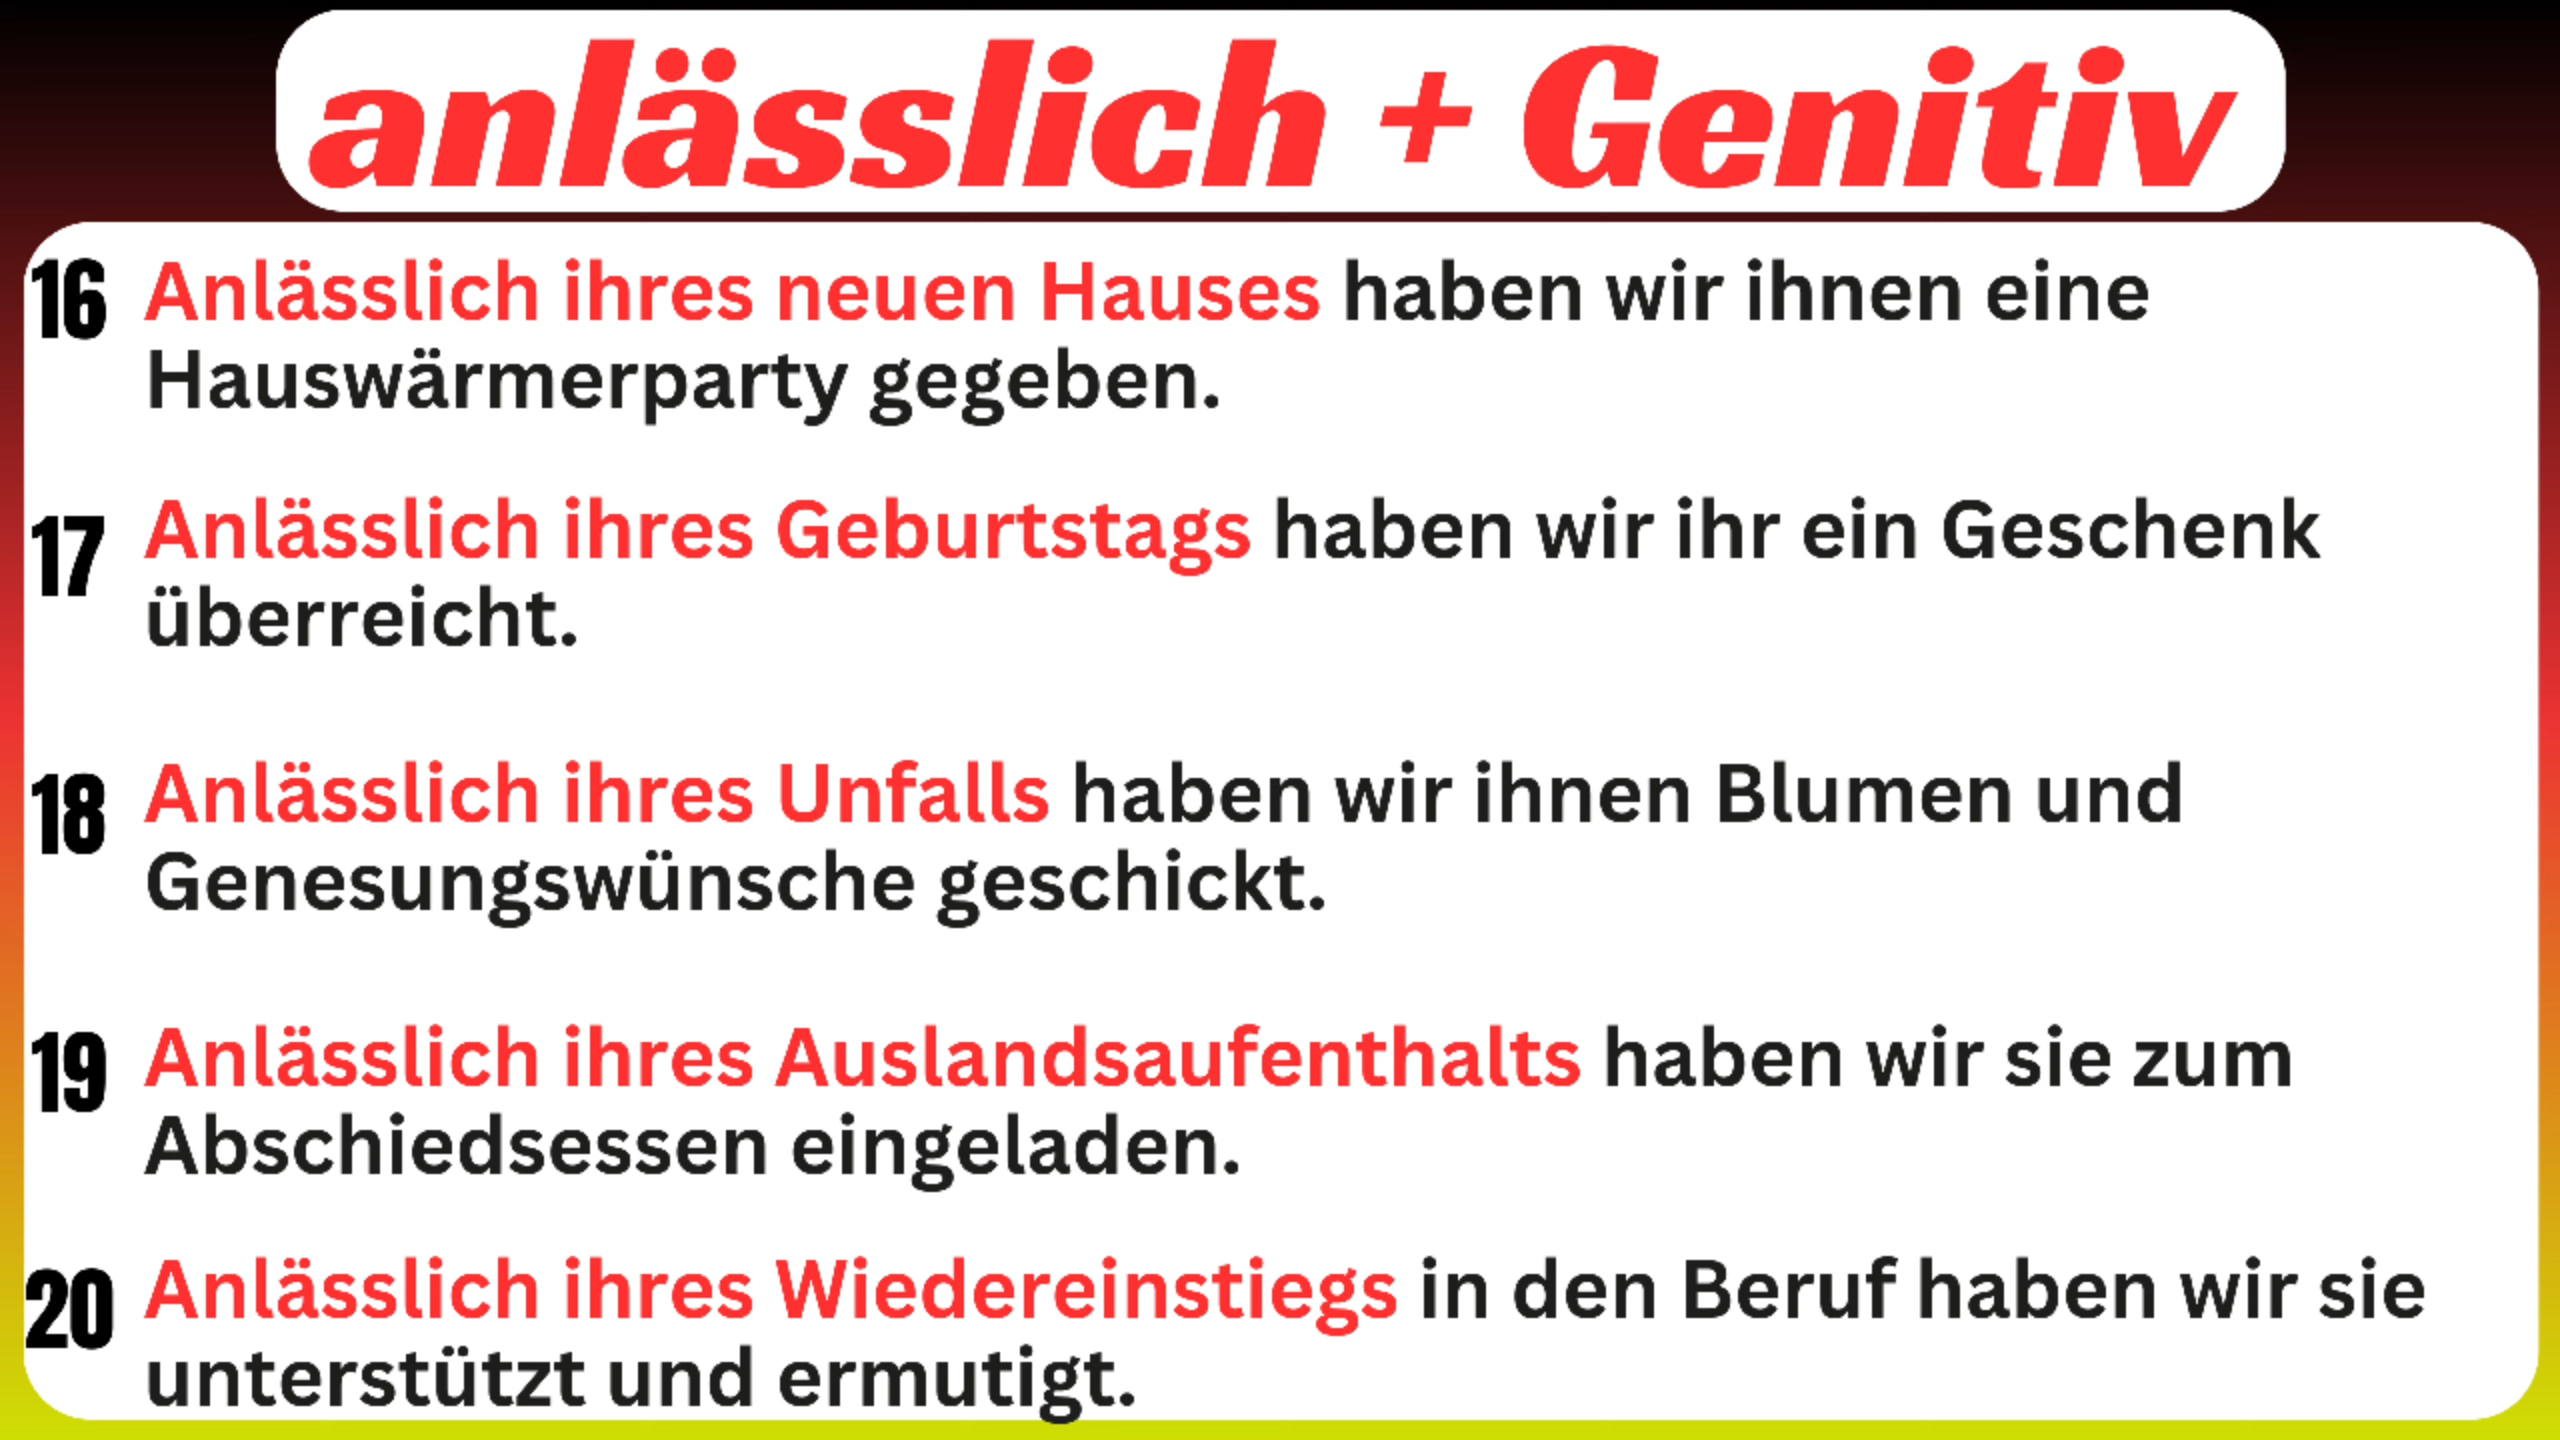 anlässlich + Genitiv
16 Anlässlich ihres neuen Hauses haben wir ihnen eine
Hauswärmerparty gegeben.
17 Anlässlich ihres Geburtstags haben wir ihr ein Geschenk
überreicht.
18 Anlässlich ihres Unfalls haben wir ihnen Blumen und
Genesungswünsche geschickt.
19 Anlässlich ihres Auslandsaufenthalts haben wir sie zum
Abschiedsessen eingeladen.
20 Anlässlich ihres Wiedereinstiegs in den Beruf haben wir sie
unterstützt und ermutigt.